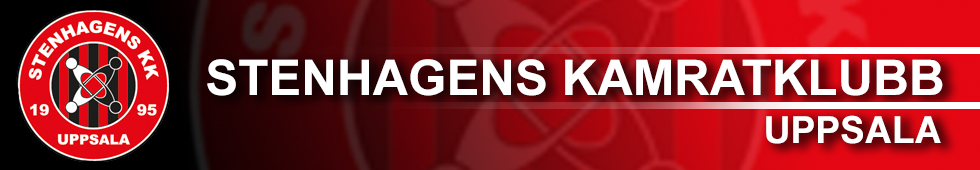 STENHAGENS KK
19 95
UPPSALA
STENHAGENS KAMRATKLUBB
UPPSALA